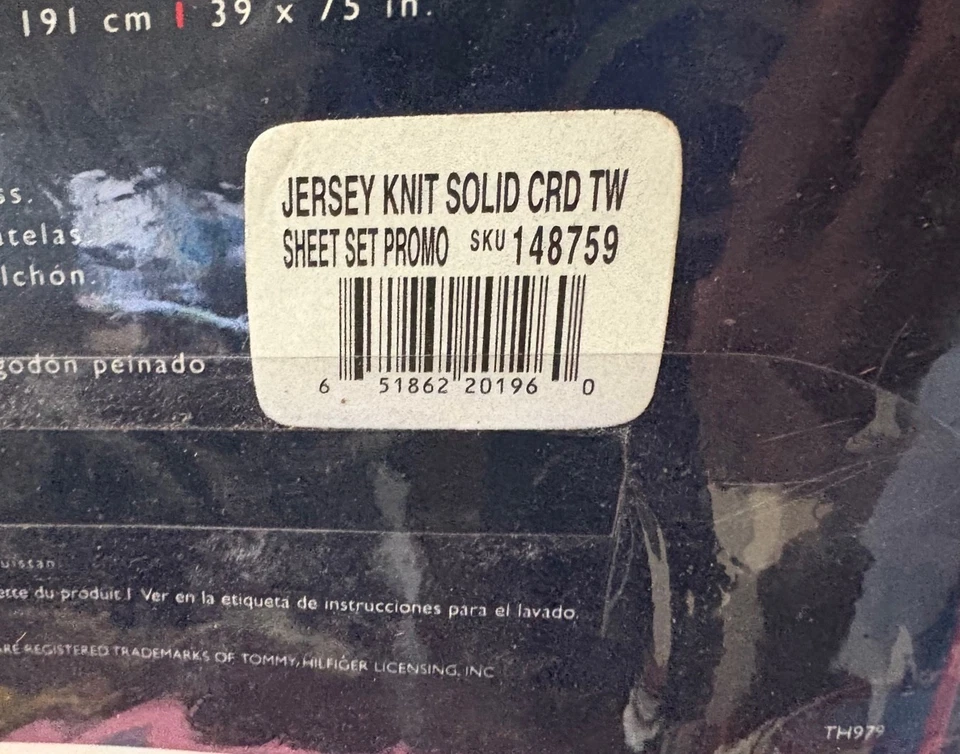 191 cm | 39 x 75 in.
ss.
telas
lchón.
godón peinado
JERSEY KNIT SOLID CRD TW
SHEET SET PROMO SKU 148759
6 51862 20196 0
du produit | Ver en la etiqueta de instrucciones para el lavado.
ARE REGISTERED TRADEMARKS OF TOMMY HILFIGER LICENSING, INC
TH979